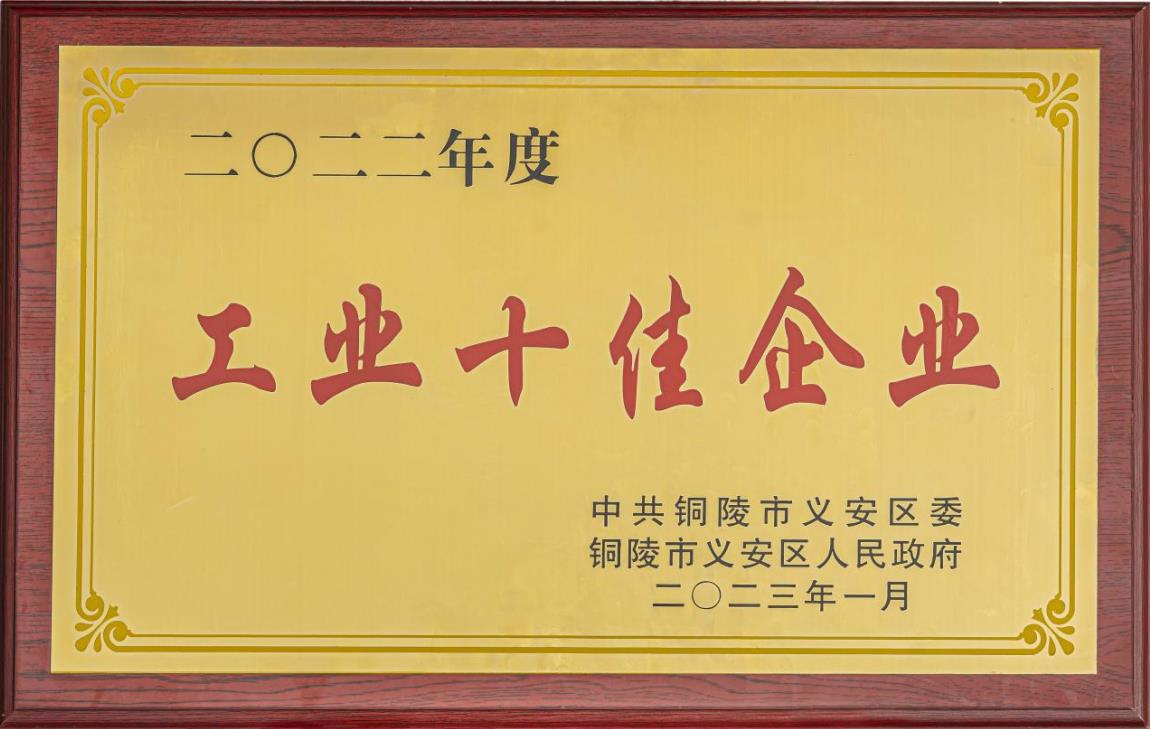 二〇二二年度
工业十佳企业
中共铜陵市义安区委
铜陵市义安区人民政府
二〇二三年一月